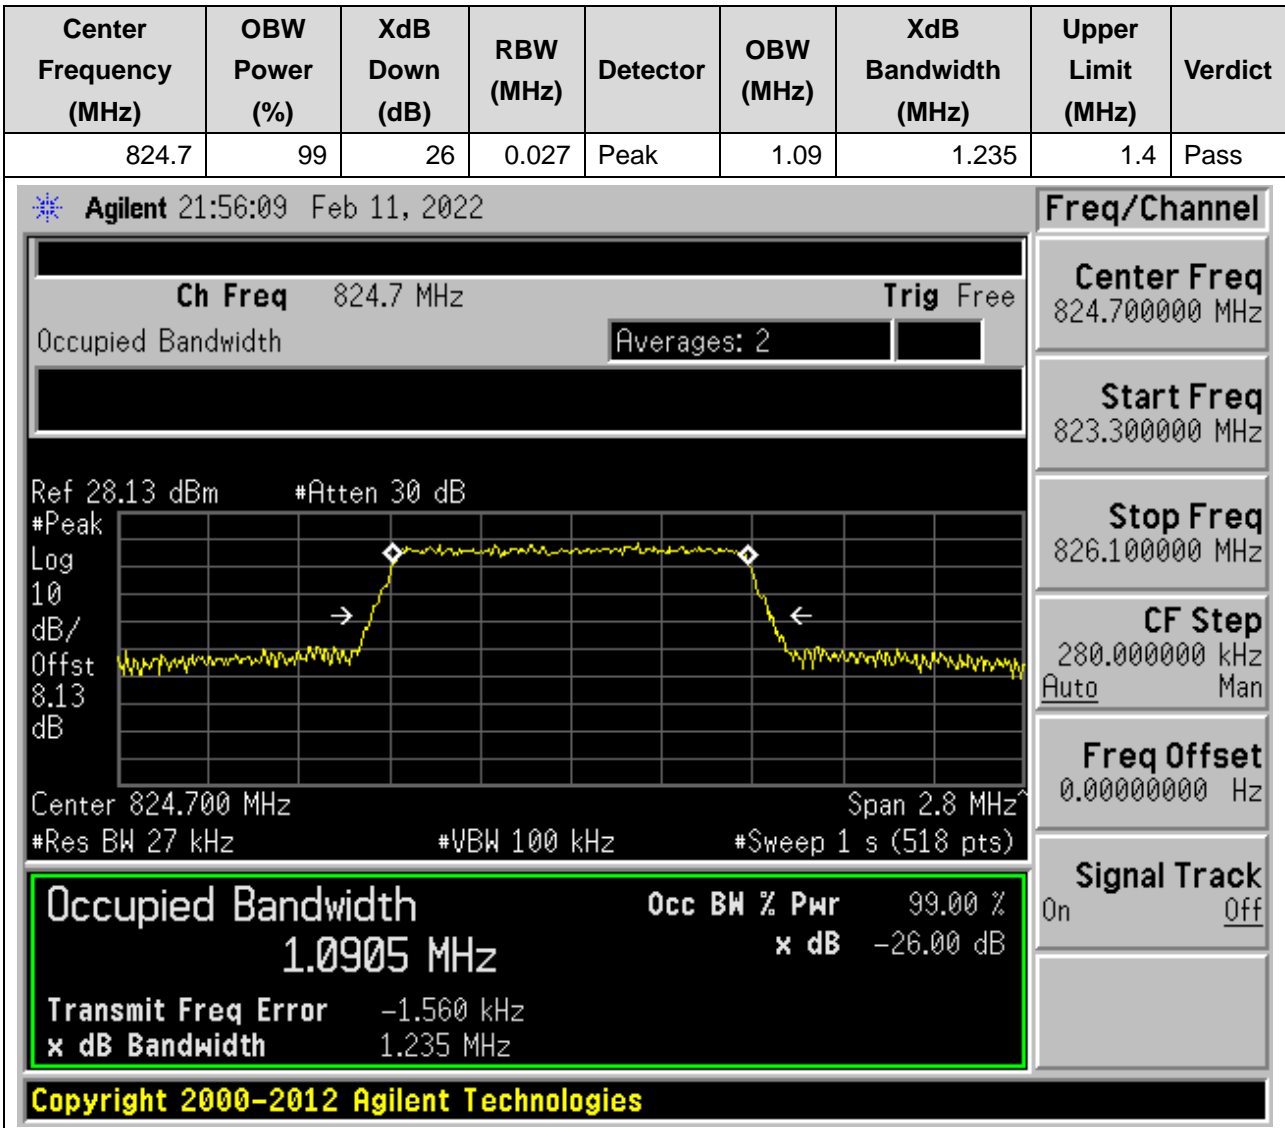 Center Frequency (MHz) OBW Power (%) XdB Down (dB) RBW (MHz) Detector OBW (MHz) XdB Bandwidth (MHz) Upper Limit (MHz) Verdict
824.7 99 26 0.027 Peak 1.09 1.235 1.4 Pass
Agilent 21:56:09 Feb 11, 2022
Freq/Channel
Ch Freq 824.7 MHz Trig Free
Occupied Bandwidth Averages: 2
Center Freq
824.700000 MHz
Start Freq
823.300000 MHz
Stop Freq
826.100000 MHz
CF Step
280.000000 kHz
Auto Man
Freq Offset
0.00000000 Hz
Signal Track
On Off
Ref 28.13 dBm #Atten 30 dB
#Peak
Log
10
dB/
Offst
8.13
dB
Center 824.700 MHz Span 2.8 MHz^
#Res BW 27 kHz #VBW 100 kHz #Sweep 1 s (518 pts)
Occupied Bandwidth Occ BW % Pwr 99.00 %
1.0905 MHz x dB -26.00 dB
Transmit Freq Error -1.560 kHz
x dB Bandwidth 1.235 MHz
Copyright 2000-2012 Agilent Technologies